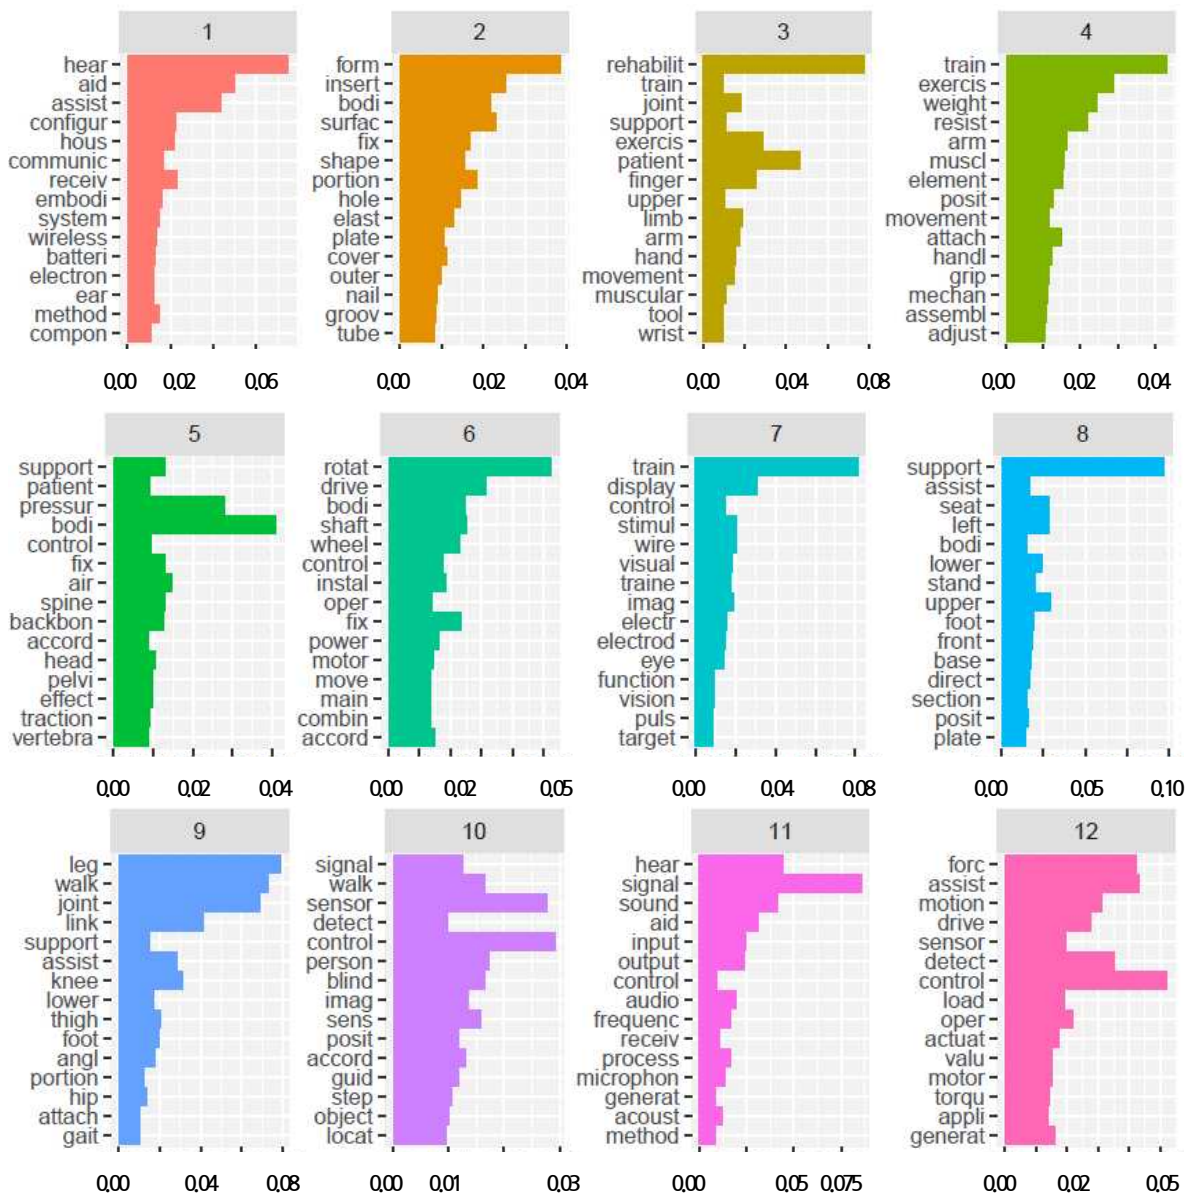 1
hear
aid
assist
configur
hous
communic
receiv
embodi
system
wireless
batteri
electron
ear
method
compon
0.00 0.02 0.06
2
form
insert
bodi
surfac
fix
shape
portion
hole
elast
plate
cover
outer
nail
groov
tube
0.00 0.02 0.04
3
rehabilit
train
joint
support
exercis
patient
finger
upper
limb
arm
hand
movement
muscular
tool
wrist
0.00 0.04 0.08
4
train
exercis
weight
resist
arm
muscl
element
posit
movement
attach
handl
grip
mechan
assembl
adjust
0.00 0.02 0.04
5
support
patient
pressur
bodi
control
fix
air
spine
backbon
accord
head
pelvi
effect
traction
vertebra
0.00 0.02 0.04
6
rotat
drive
bodi
shaft
wheel
control
instal
oper
fix
power
motor
move
main
combin
accord
0.00 0.02 0.05
7
train
display
control
stimul
wire
visual
traine
imag
electr
electrod
eye
function
vision
puls
target
0.00 0.04 0.08
8
support
assist
seat
left
bodi
lower
stand
upper
foot
front
base
direct
section
posit
plate
0.00 0.05 0.10
9
leg
walk
joint
link
support
assist
knee
lower
thigh
foot
angl
portion
hip
attach
gait
0.00 0.04 0.08
10
signal
walk
sensor
detect
control
person
blind
imag
sens
posit
accord
guid
step
object
locat
0.00 0.01 0.03
11
hear
signal
sound
aid
input
output
control
audio
frequenc
receiv
process
microphon
generat
acoust
method
0.00 0.05 0.075
12
forc
assist
motion
drive
sensor
detect
control
load
oper
actuat
valu
motor
torqu
appli
generat
0.00 0.02 0.05